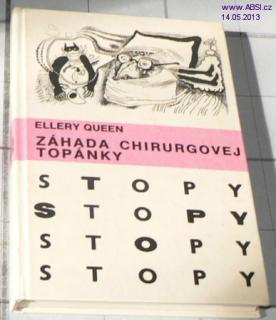 www.ABSI.cz
14.05.2013
ELLERY QUEEN
ZÁHADA CHIRURGOVEJ
TOPÁNKY
STOPY
STOPY
STOPY
STOPY